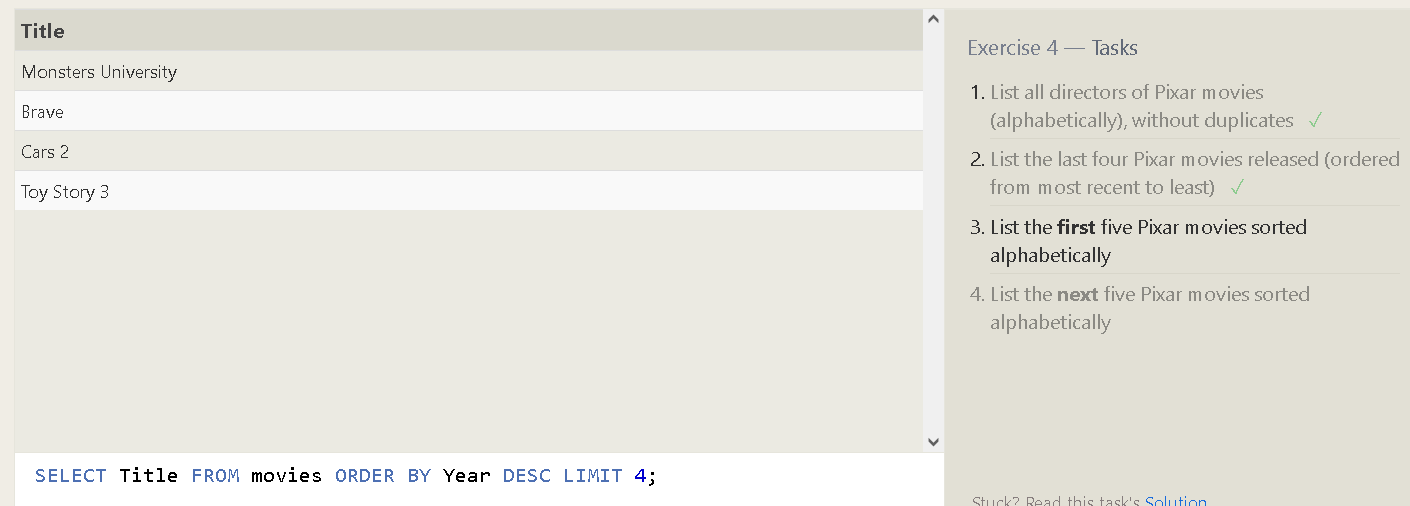 Title
Monsters University
Brave
Cars 2
Toy Story 3
SELECT Title FROM movies ORDER BY Year DESC LIMIT 4;
Exercise 4 — Tasks
1. List all directors of Pixar movies
(alphabetically), without duplicates ✓
2. List the last four Pixar movies released (ordered
from most recent to least) ✓
3. List the first five Pixar movies sorted
alphabetically
4. List the next five Pixar movies sorted
alphabetically
Stuck? Read this task's Solution